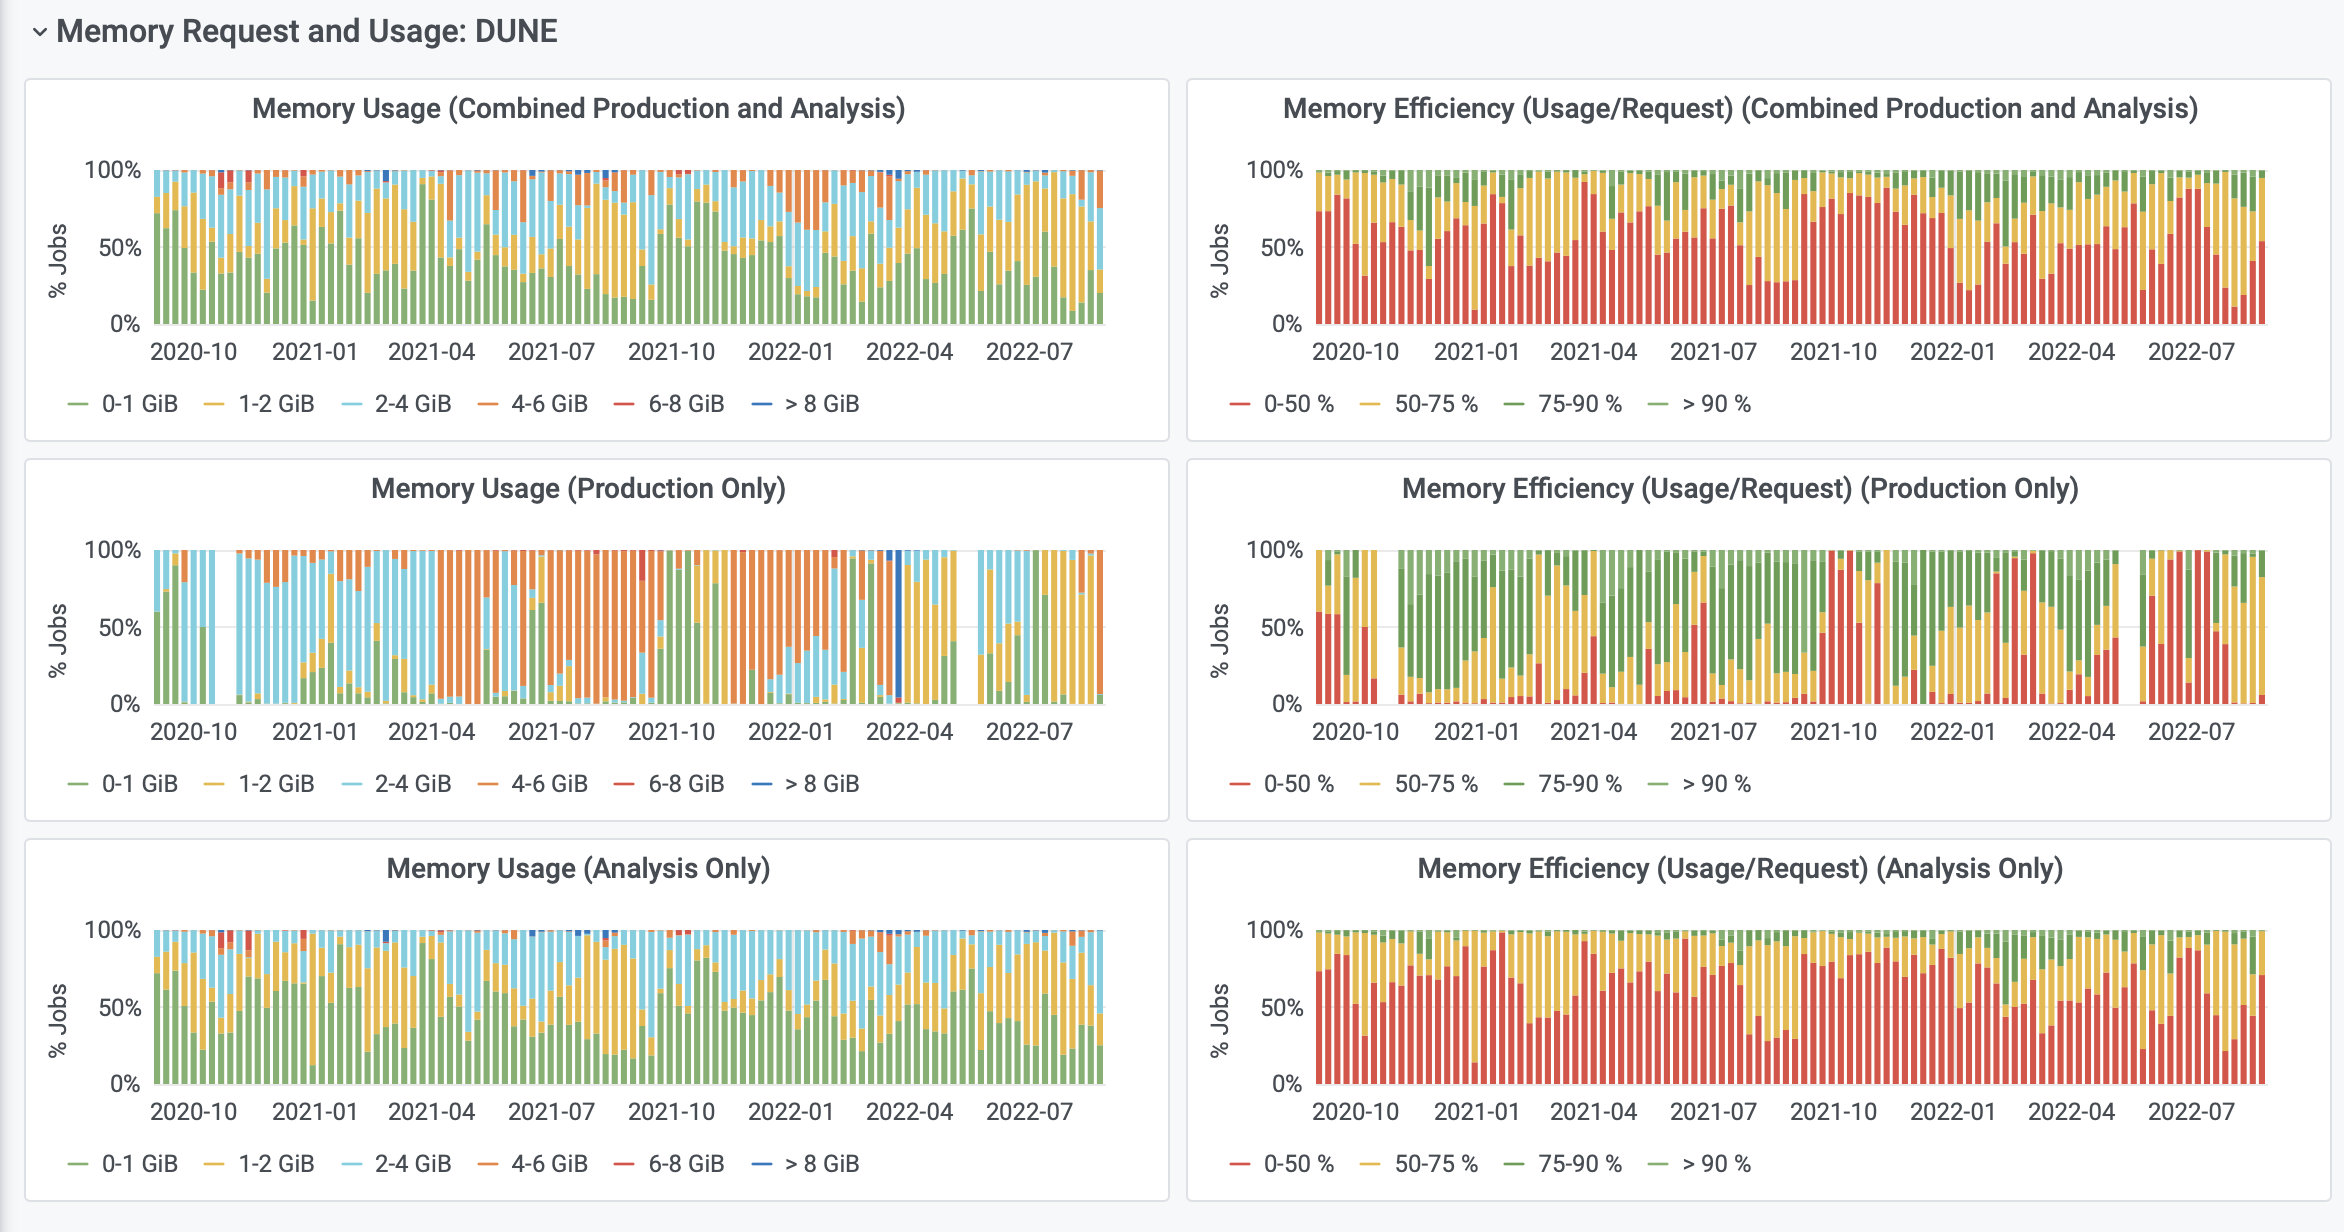 Memory Request and Usage: DUNE
Memory Usage (Combined Production and Analysis)
% Jobs
100%
50%
0%
2020-10 2021-01 2021-04 2021-07 2021-10 2022-01 2022-04 2022-07
0-1 GiB 1-2 GiB 2-4 GiB 4-6 GiB 6-8 GiB > 8 GiB
Memory Efficiency (Usage/Request) (Combined Production and Analysis)
% Jobs
100%
50%
0%
2020-10 2021-01 2021-04 2021-07 2021-10 2022-01 2022-04 2022-07
0-50 % 50-75 % 75-90 % > 90 %
Memory Usage (Production Only)
% Jobs
100%
50%
0%
2020-10 2021-01 2021-04 2021-07 2021-10 2022-01 2022-04 2022-07
0-1 GiB 1-2 GiB 2-4 GiB 4-6 GiB 6-8 GiB > 8 GiB
Memory Efficiency (Usage/Request) (Production Only)
% Jobs
100%
50%
0%
2020-10 2021-01 2021-04 2021-07 2021-10 2022-01 2022-04 2022-07
0-50 % 50-75 % 75-90 % > 90 %
Memory Usage (Analysis Only)
% Jobs
100%
50%
0%
2020-10 2021-01 2021-04 2021-07 2021-10 2022-01 2022-04 2022-07
0-1 GiB 1-2 GiB 2-4 GiB 4-6 GiB 6-8 GiB > 8 GiB
Memory Efficiency (Usage/Request) (Analysis Only)
% Jobs
100%
50%
0%
2020-10 2021-01 2021-04 2021-07 2021-10 2022-01 2022-04 2022-07
0-50 % 50-75 % 75-90 % > 90 %